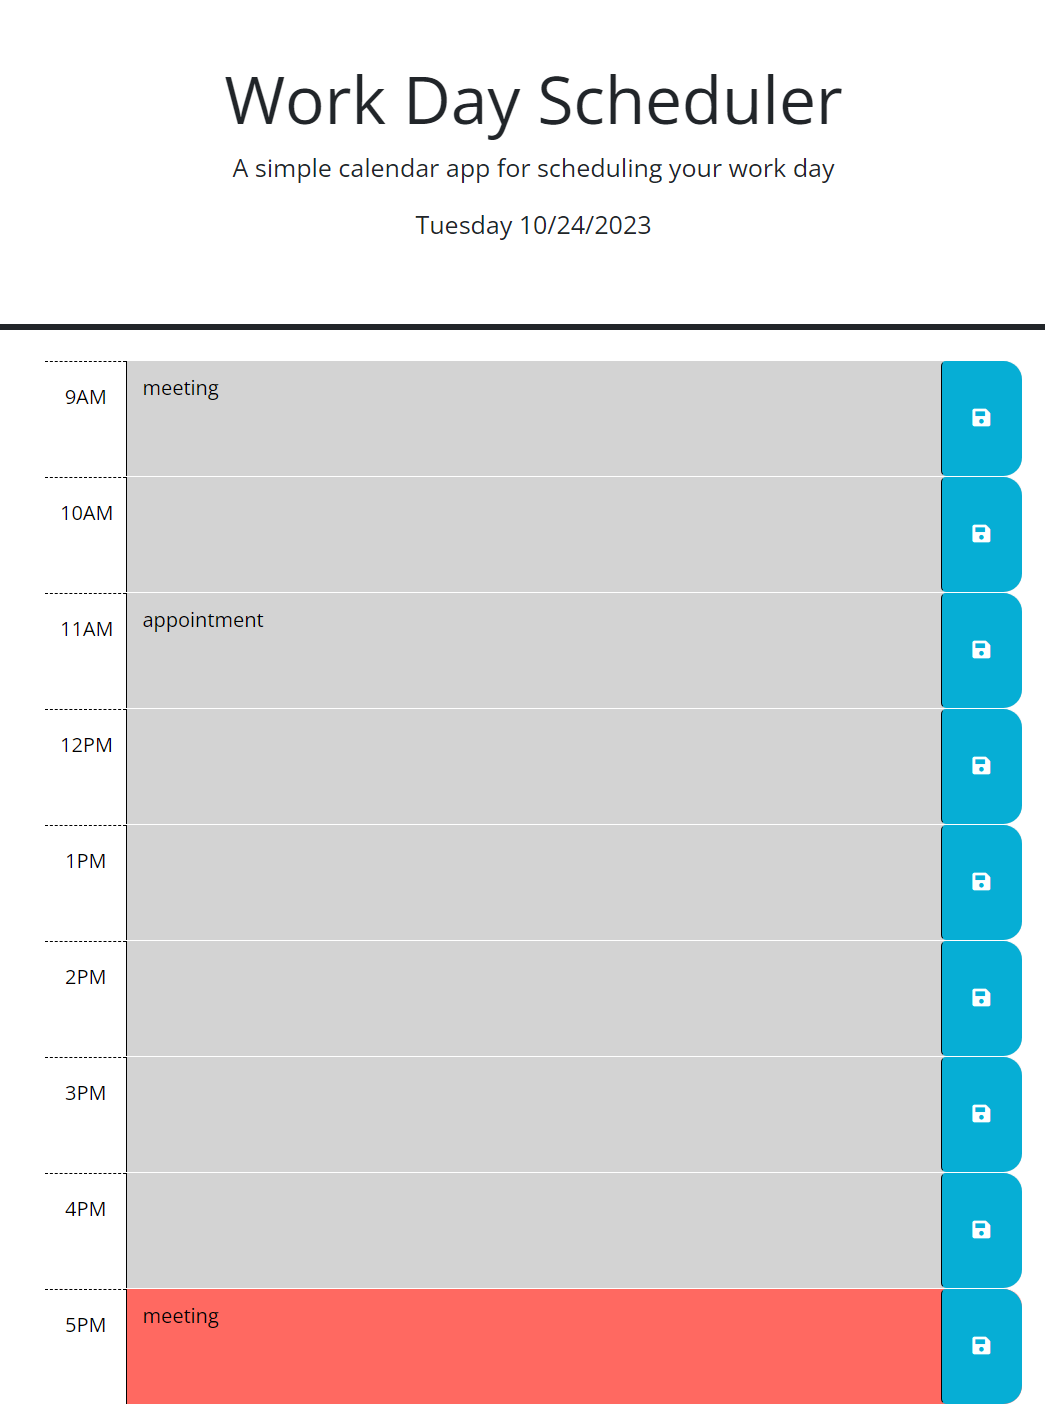 Work Day Scheduler
A simple calendar app for scheduling your work day
Tuesday 10/24/2023
9AM
meeting
10AM
11AM
appointment
12PM
1PM
2PM
3PM
4PM
5PM
meeting